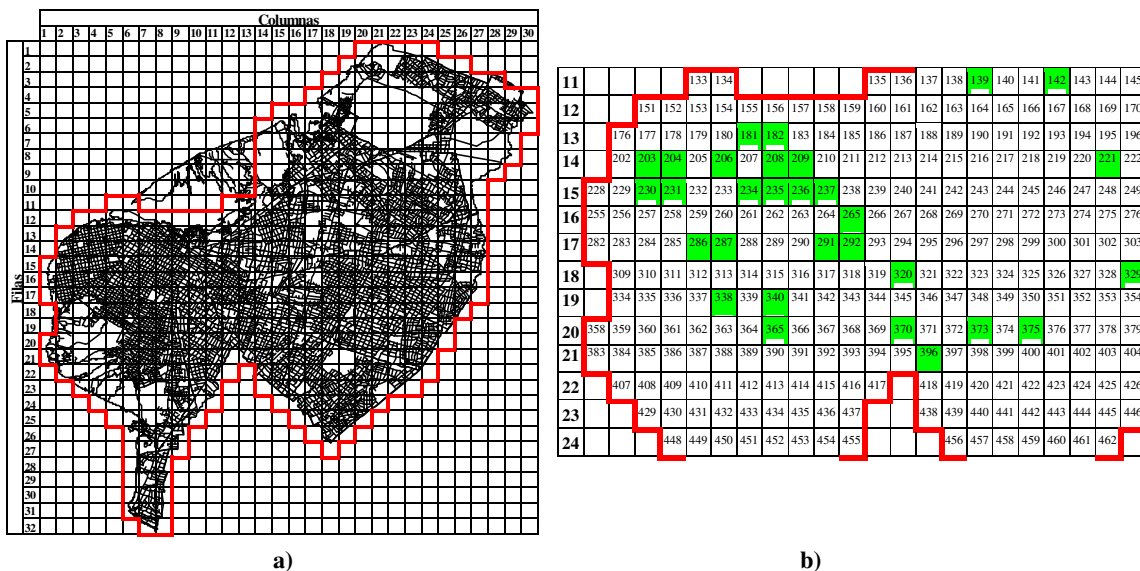 Columnas
1 2 3 4 5 6 7 8 9 10 11 12 13 14 15 16 17 18 19 20 21 22 23 24 25 26 27 28 29 30
Filas
1
2
3
4
5
6
7
8
9
10
11
12
13
14
15
16
17
18
19
20
21
22
23
24
25
26
27
28
29
30
31
32
a)
11 133 134 135 136 137 138 139 140 141 142 143 144 145
12 151 152 153 154 155 156 157 158 159 160 161 162 163 164 165 166 167 168 169 170
13 176 177 178 179 180 181 182 183 184 185 186 187 188 189 190 191 192 193 194 195 196
14 202 203 204 205 206 207 208 209 210 211 212 213 214 215 216 217 218 219 220 221 222
15 228 229 230 231 232 233 234 235 236 237 238 239 240 241 242 243 244 245 246 247 248 249
16 255 256 257 258 259 260 261 262 263 264 265 266 267 268 269 270 271 272 273 274 275 276
17 282 283 284 285 286 287 288 289 290 291 292 293 294 295 296 297 298 299 300 301 302 303
18 309 310 311 312 313 314 315 316 317 318 319 320 321 322 323 324 325 326 327 328 329
19 334 335 336 337 338 339 340 341 342 343 344 345 346 347 348 349 350 351 352 353 354
20 358 359 360 361 362 363 364 365 366 367 368 369 370 371 372 373 374 375 376 377 378 379
21 383 384 385 386 387 388 389 390 391 392 393 394 395 396 397 398 399 400 401 402 403 404
22 407 408 409 410 411 412 413 414 415 416 417 418 419 420 421 422 423 424 425 426
23 429 430 431 432 433 434 435 436 437 438 439 440 441 442 443 444 445 446
24 448 449 450 451 452 453 454 455 456 457 458 459 460 461 462
b)